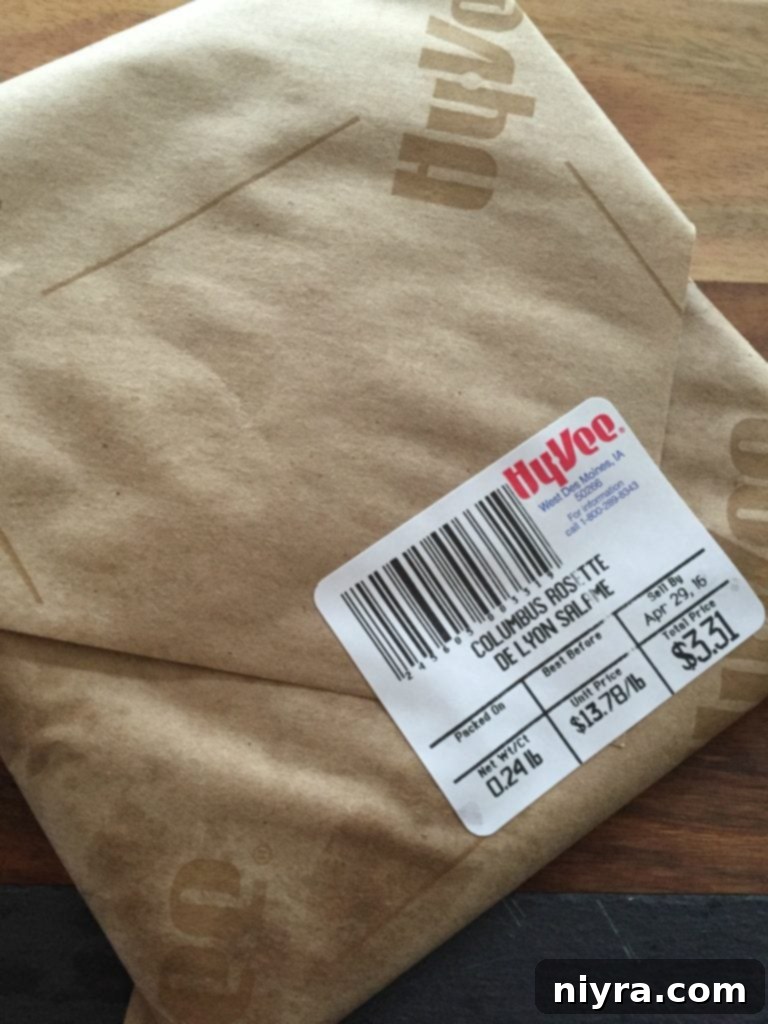 HyVee
HyVee®
West Des Moines, IA
50266
For information
call 1-800-289-8343
COLUMBUS ROSETTE
DE LYON SALAME
Packed On
Best Before
Sell By
Apr 29, 16
Net Wt/Ct
0.24 lb
Unit Price
$13.78/lb
Total Price
$3.31
niyra.com